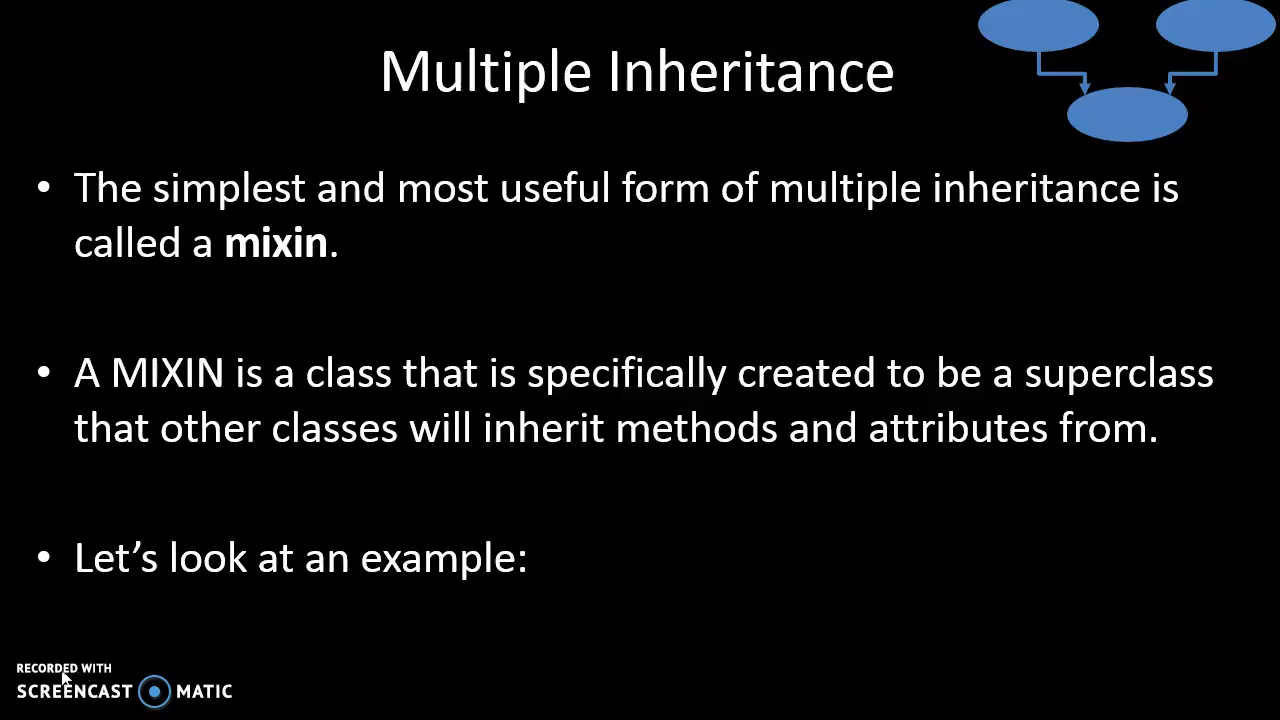 Multiple Inheritance
• The simplest and most useful form of multiple inheritance is
called a mixin.
• A MIXIN is a class that is specifically created to be a superclass
that other classes will inherit methods and attributes from.
• Let’s look at an example:
RECORDED WITH
SCREENCAST MATIC